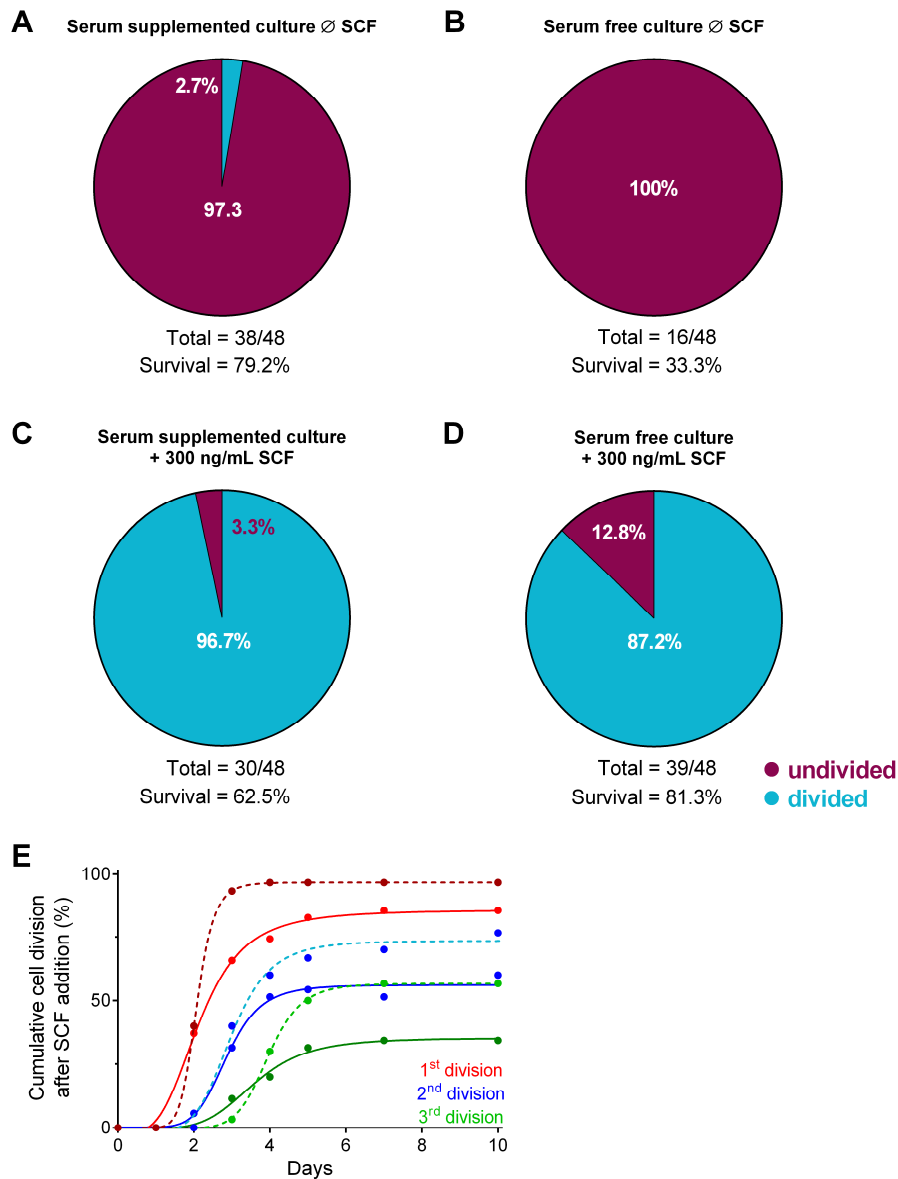 A
Serum supplemented culture ∅ SCF
2.7%
97.3
Total = 38/48
Survival = 79.2%
B
Serum free culture ∅ SCF
100%
Total = 16/48
Survival = 33.3%
C
Serum supplemented culture
+ 300 ng/mL SCF
3.3%
96.7%
Total = 30/48
Survival = 62.5%
D
Serum free culture
+ 300 ng/mL SCF
12.8%
87.2%
Total = 39/48
Survival = 81.3%
undivided
divided
E
Cumulative cell division
after SCF addition (%)
100
50
0
1st division
2nd division
3rd division
0 2 4 6 8 10
Days